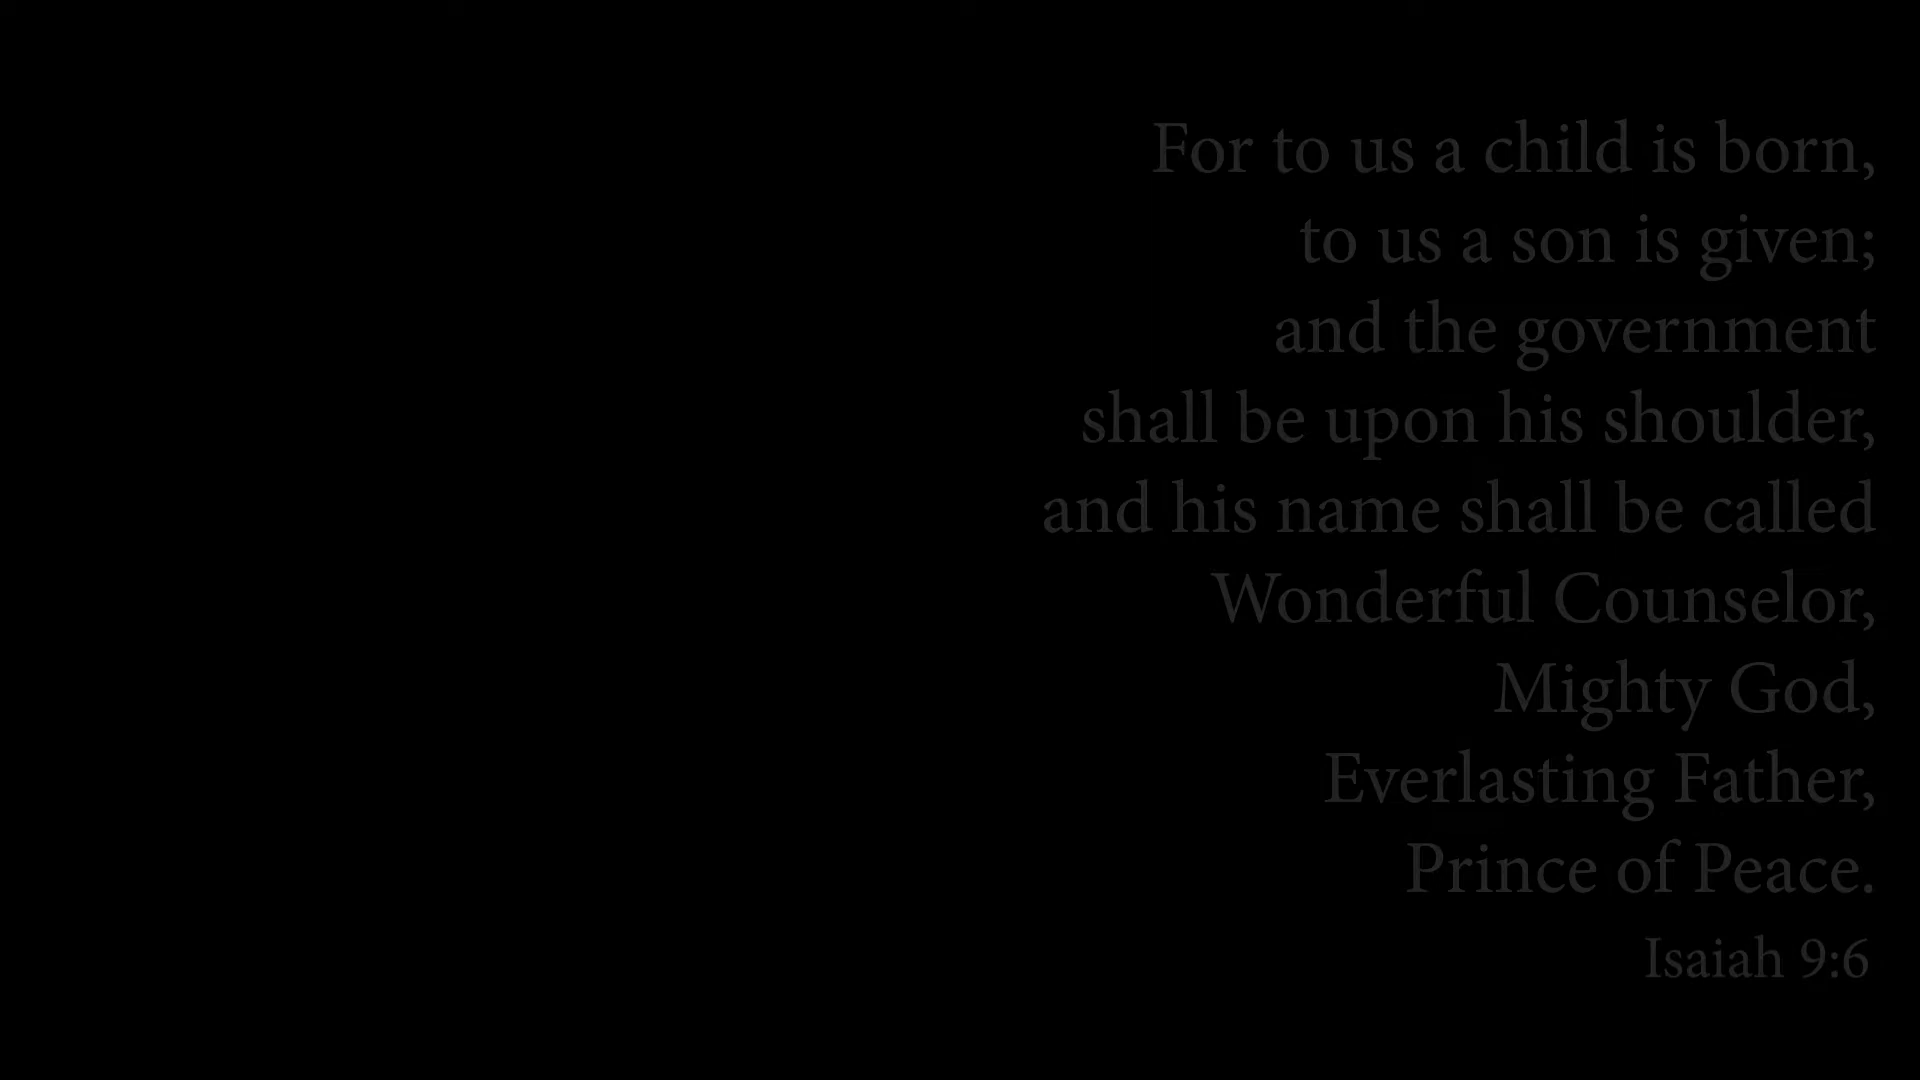 For to us a child is born,
to us a son is given;
and the government
shall be upon his shoulder,
and his name shall be called
Wonderful Counselor,
Mighty God,
Everlasting Father,
Prince of Peace.
Isaiah 9:6